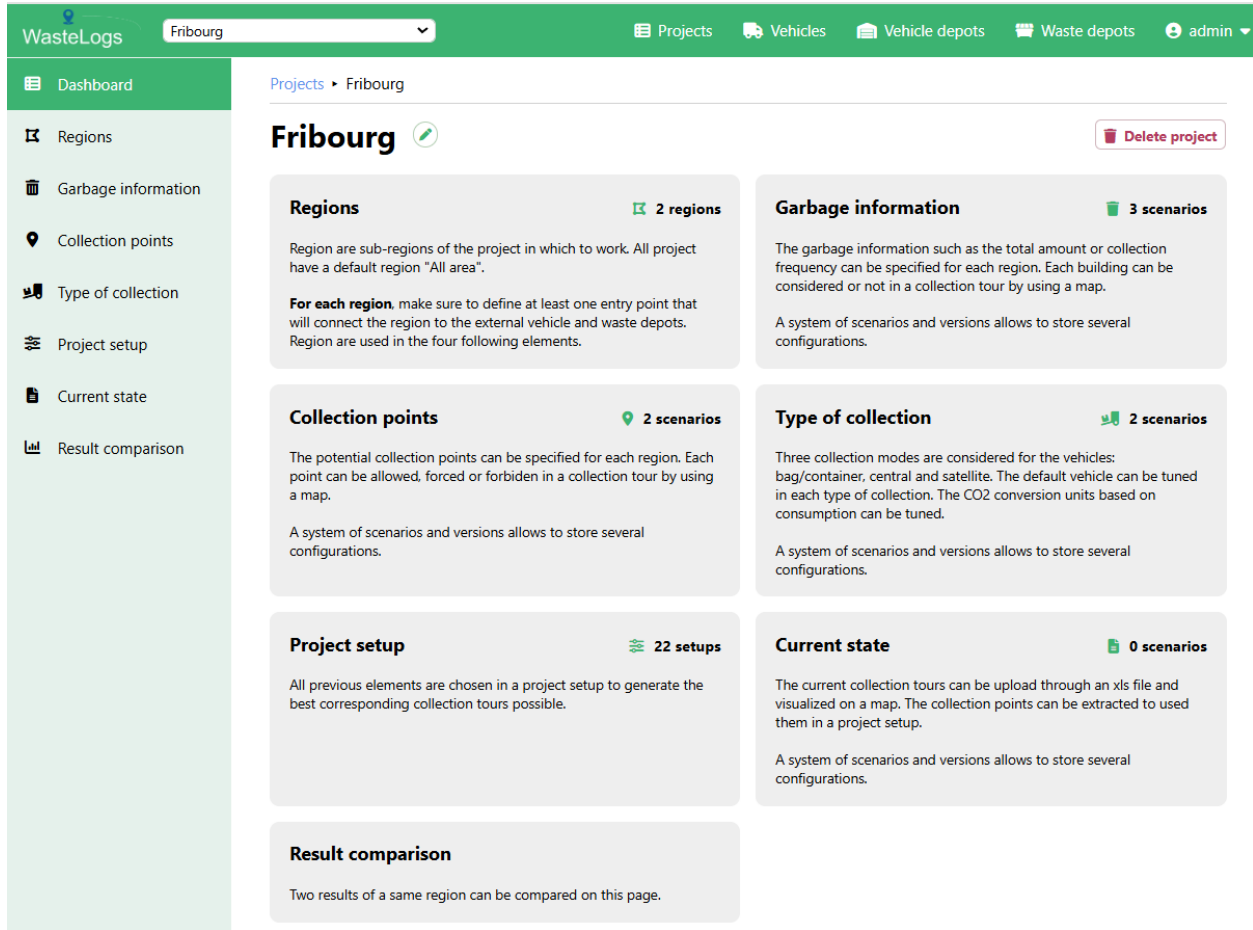 WasteLogs
Fribourg
Projects
Vehicles
Vehicle depots
Waste depots
admin
Dashboard
Regions
Garbage information
Collection points
Type of collection
Project setup
Current state
Result comparison
Projects ‣ Fribourg
Fribourg
Delete project
Regions
2 regions
Region are sub-regions of the project in which to work. All project
have a default region "All area".
For each region, make sure to define at least one entry point that
will connect the region to the external vehicle and waste depots.
Region are used in the four following elements.
Garbage information
3 scenarios
The garbage information such as the total amount or collection
frequency can be specified for each region. Each building can be
considered or not in a collection tour by using a map.
A system of scenarios and versions allows to store several
configurations.
Collection points
2 scenarios
The potential collection points can be specified for each region. Each
point can be allowed, forced or forbiden in a collection tour by using
a map.
A system of scenarios and versions allows to store several
configurations.
Type of collection
2 scenarios
Three collection modes are considered for the vehicles:
bag/container, central and satellite. The default vehicle can be tuned
in each type of collection. The CO2 conversion units based on
consumption can be tuned.
A system of scenarios and versions allows to store several
configurations.
Project setup
22 setups
All previous elements are chosen in a project setup to generate the
best corresponding collection tours possible.
Current state
0 scenarios
The current collection tours can be upload through an xls file and
visualized on a map. The collection points can be extracted to used
them in a project setup.
A system of scenarios and versions allows to store several
configurations.
Result comparison
Two results of a same region can be compared on this page.